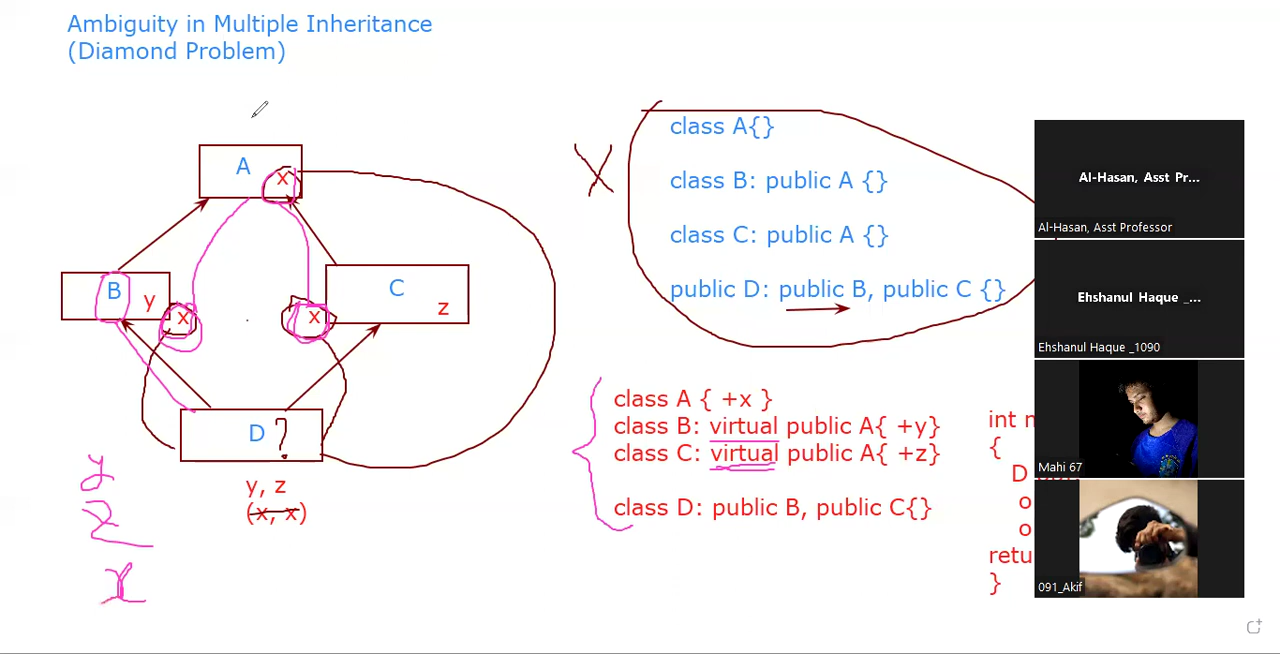 Ambiguity in Multiple Inheritance
(Diamond Problem)
A
x
B
y
x
x
C
z
D ?
y, z
(x, x)
y
z
x
X
class A{}
class B: public A {}
class C: public A {}
public D: public B, public C {}
class A { +x }
class B: virtual public A{ +y}
class C: virtual public A{ +z}
class D: public B, public C{}
{
D
o
o
}
Al-Hasan, Asst Pr...
Al-Hasan, Asst Professor
Ehshanul Haque _...
Ehshanul Haque _1090
Mahi 67
091_Akif